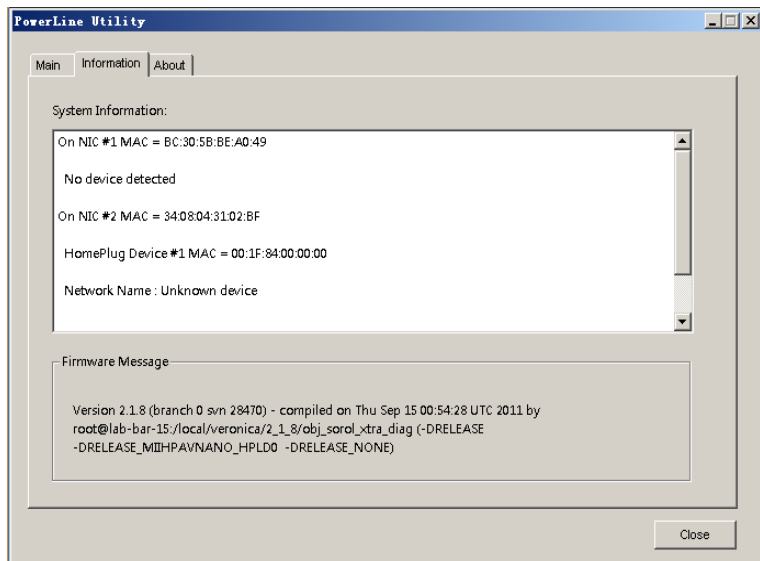 PowerLine Utility
Main Information About
System Information:
On NIC #1 MAC = BC:30:5B:BE:A0:49
No device detected
On NIC #2 MAC = 34:08:04:31:02:BF
HomePlug Device #1 MAC = 00:1F:84:00:00:00
Network Name : Unknown device
Firmware Message
Version 2.1.8 (branch 0 svn 28470) - compiled on Thu Sep 15 00:54:28 UTC 2011 by
root@lab-bar-15:/local/veronica/2_1_8/obj_sorol_xtra_diag (-DRELEASE
-DRELEASE_MIIHPAVNANO_HPLD0 -DRELEASE_NONE)
Close